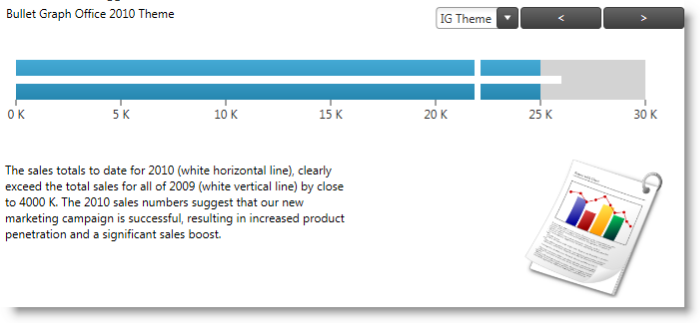 Bullet Graph Office 2010 Theme
IG Theme
<
>
0 K 5 K 10 K 15 K 20 K 25 K 30 K
The sales totals to date for 2010 (white horizontal line), clearly
exceed the total sales for all of 2009 (white vertical line) by close
to 4000 K. The 2010 sales numbers suggest that our new
marketing campaign is successful, resulting in increased product
penetration and a significant sales boost.